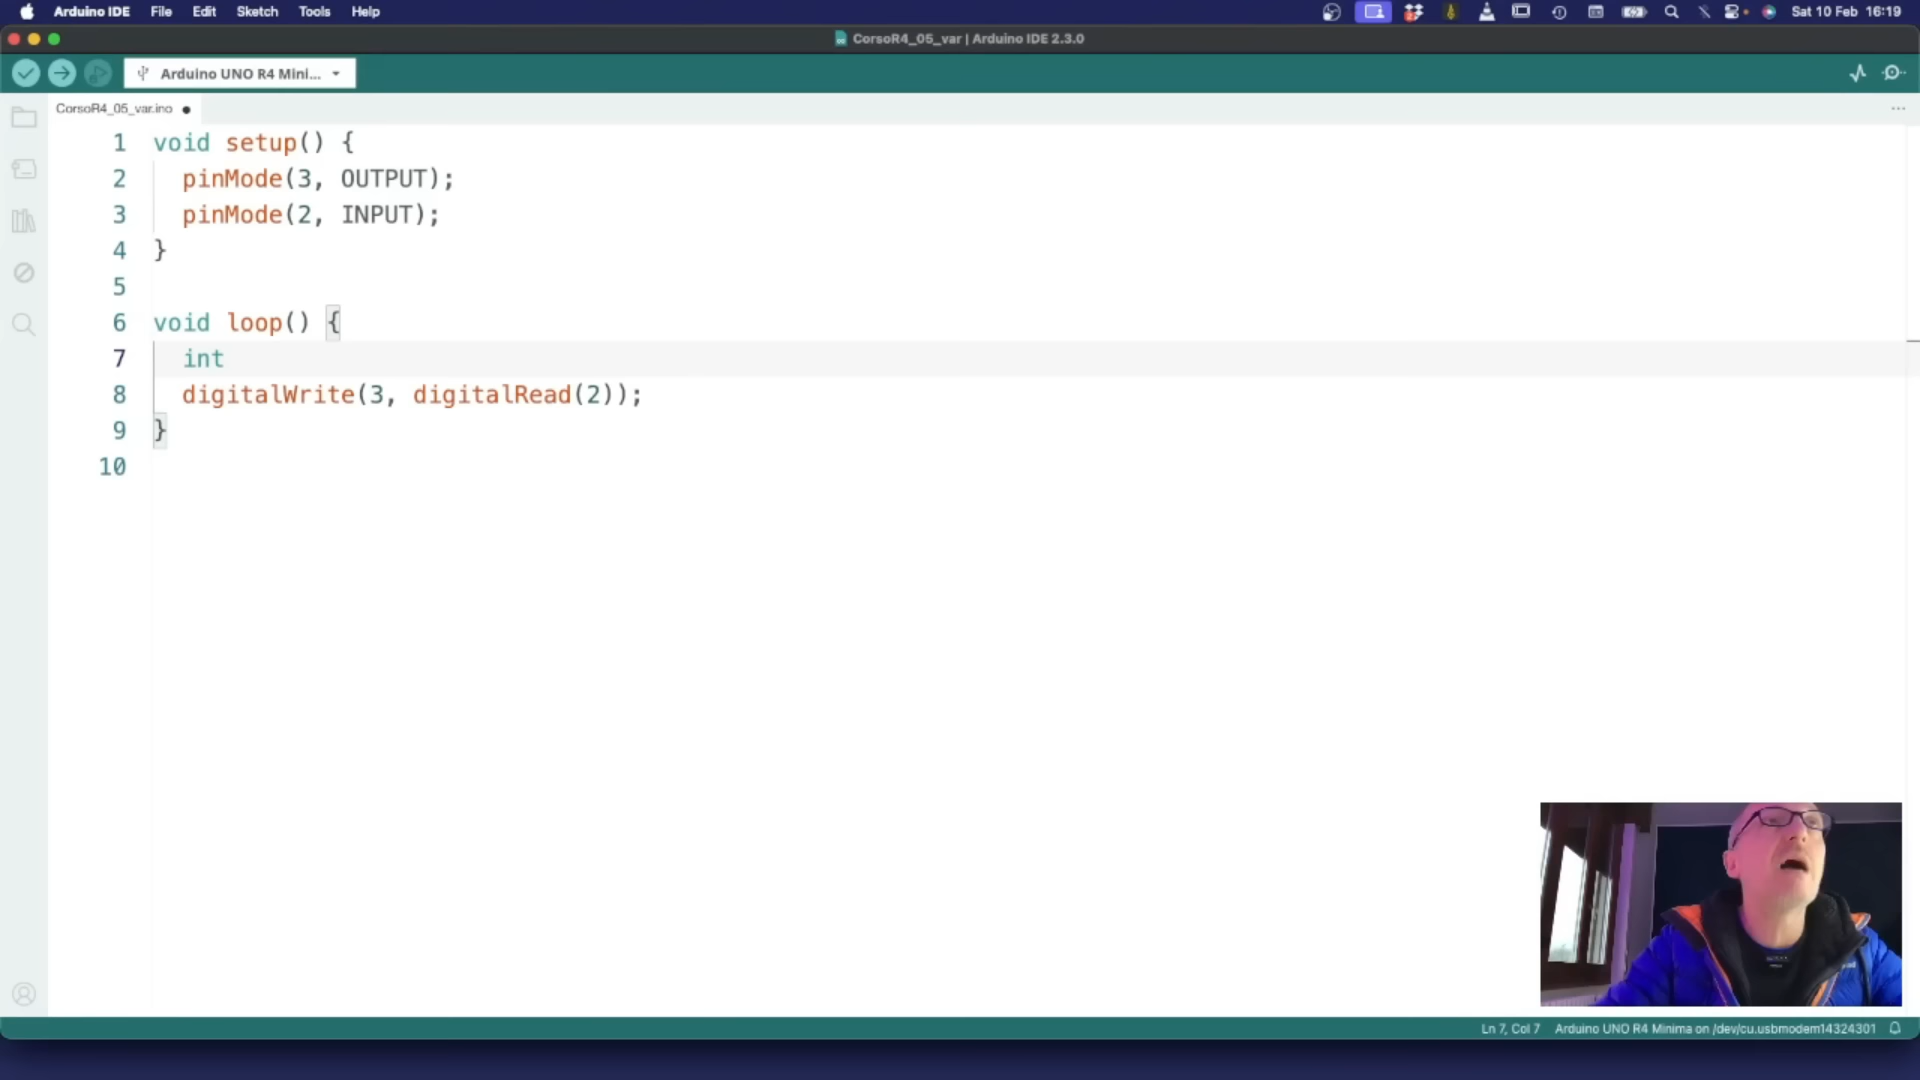 Arduino IDE File Edit Sketch Tools Help Sat 10 Feb 16:19
CorsoR4_05_var | Arduino IDE 2.3.0
Arduino UNO R4 Mini...
CorsoR4_05_var.ino
1 void setup() {
2 pinMode(3, OUTPUT);
3 pinMode(2, INPUT);
4 }
5
6 void loop() {
7 int
8 digitalWrite(3, digitalRead(2));
9 }
10
Ln 7, Col 7 Arduino UNO R4 Minima on /dev/cu.usbmodem14324301